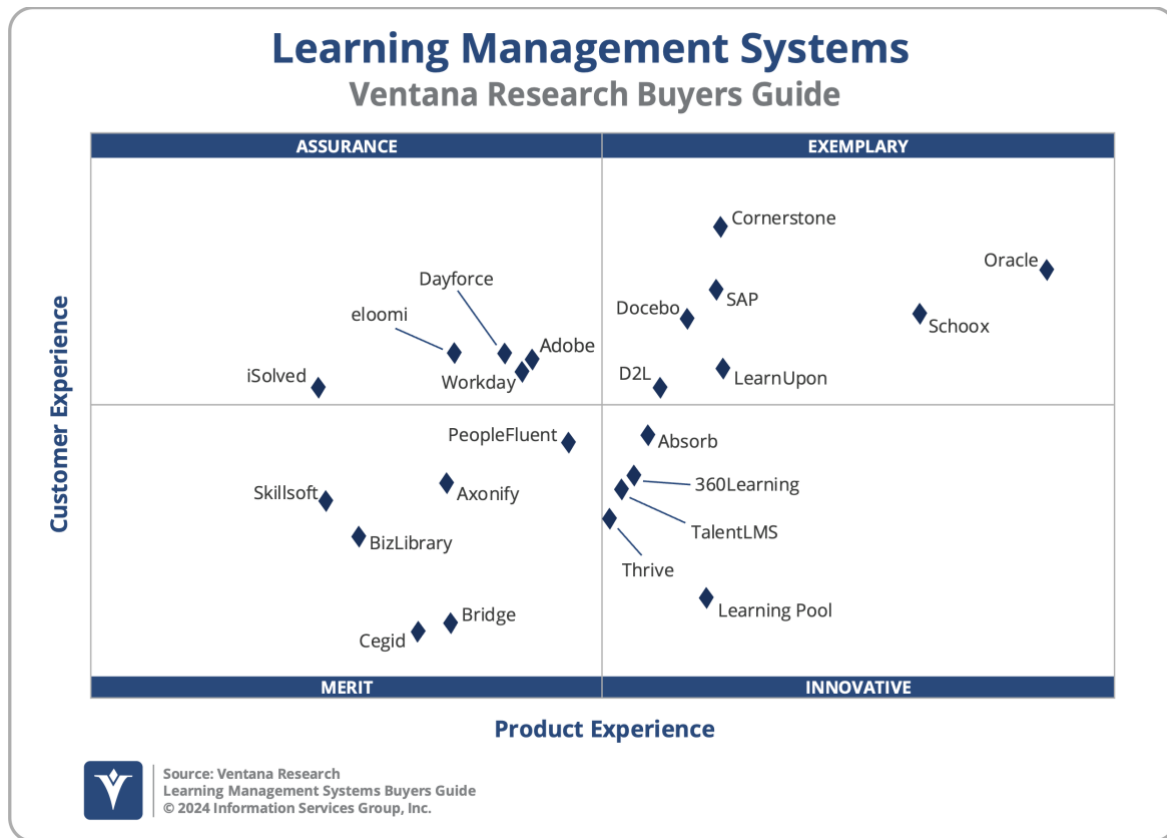 Learning Management Systems
Ventana Research Buyers Guide
ASSURANCE
EXEMPLARY
Cornerstone
Oracle
Dayforce
SAP
Docebo
eloomi
Schoox
Adobe
iSolved
Workday
D2L
LearnUpon
Customer Experience
PeopleFluent
Absorb
Skillsoft
Axonify
360Learning
BizLibrary
TalentLMS
Thrive
Bridge
Learning Pool
Cegid
MERIT
INNOVATIVE
Product Experience
Source: Ventana Research
Learning Management Systems Buyers Guide
© 2024 Information Services Group, Inc.